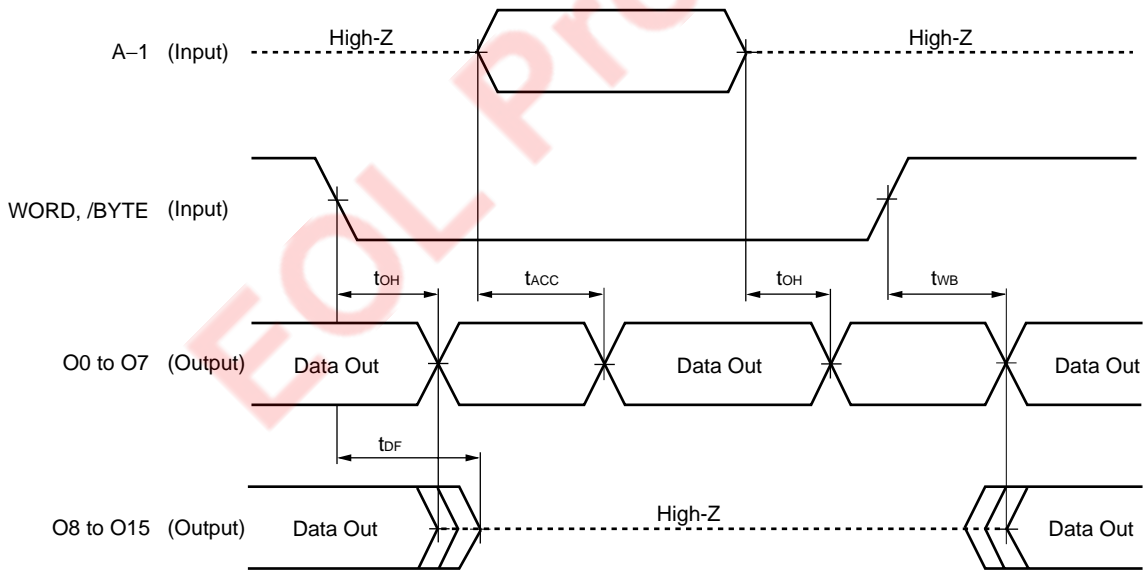 High-Z
High-Z
A–1 (Input)
WORD, /BYTE (Input)
tOH
tACC
tOH
tWB
O0 to O7 (Output)
Data Out
Data Out
Data Out
tDF
O8 to O15 (Output)
Data Out
High-Z
Data Out
EOL Pro